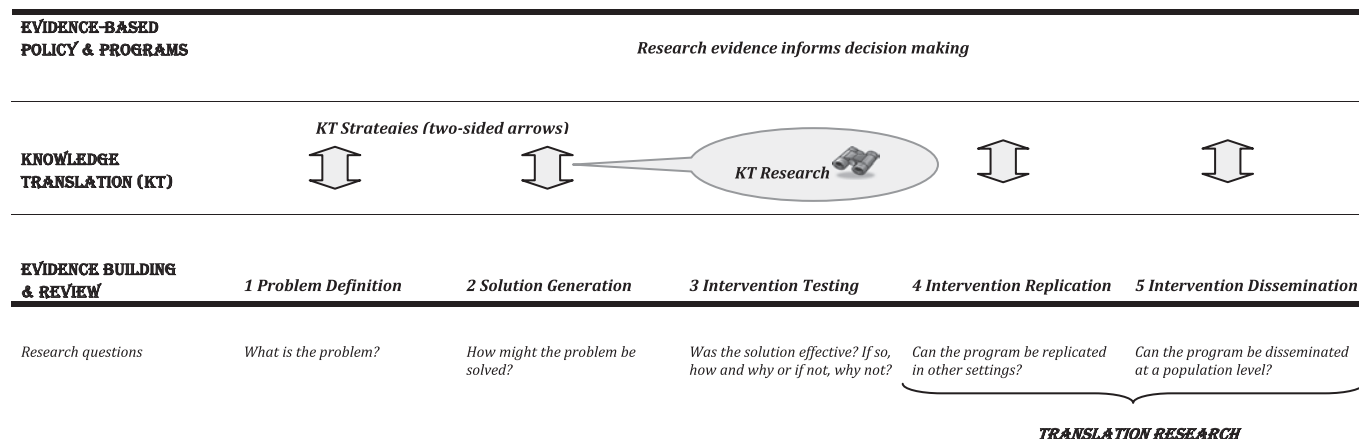 EVIDENCE-BASED
POLICY & PROGRAMS
Research evidence informs decision making
KT Strategies (two-sided arrows)
KNOWLEDGE
TRANSLATION (KT)
KT Research
EVIDENCE BUILDING
& REVIEW
1 Problem Definition
2 Solution Generation
3 Intervention Testing
4 Intervention Replication
5 Intervention Dissemination
Research questions
What is the problem?
How might the problem be
solved?
Was the solution effective? If so,
how and why or if not, why not?
Can the program be replicated
in other settings?
Can the program be disseminated
at a population level?
TRANSLATION RESEARCH